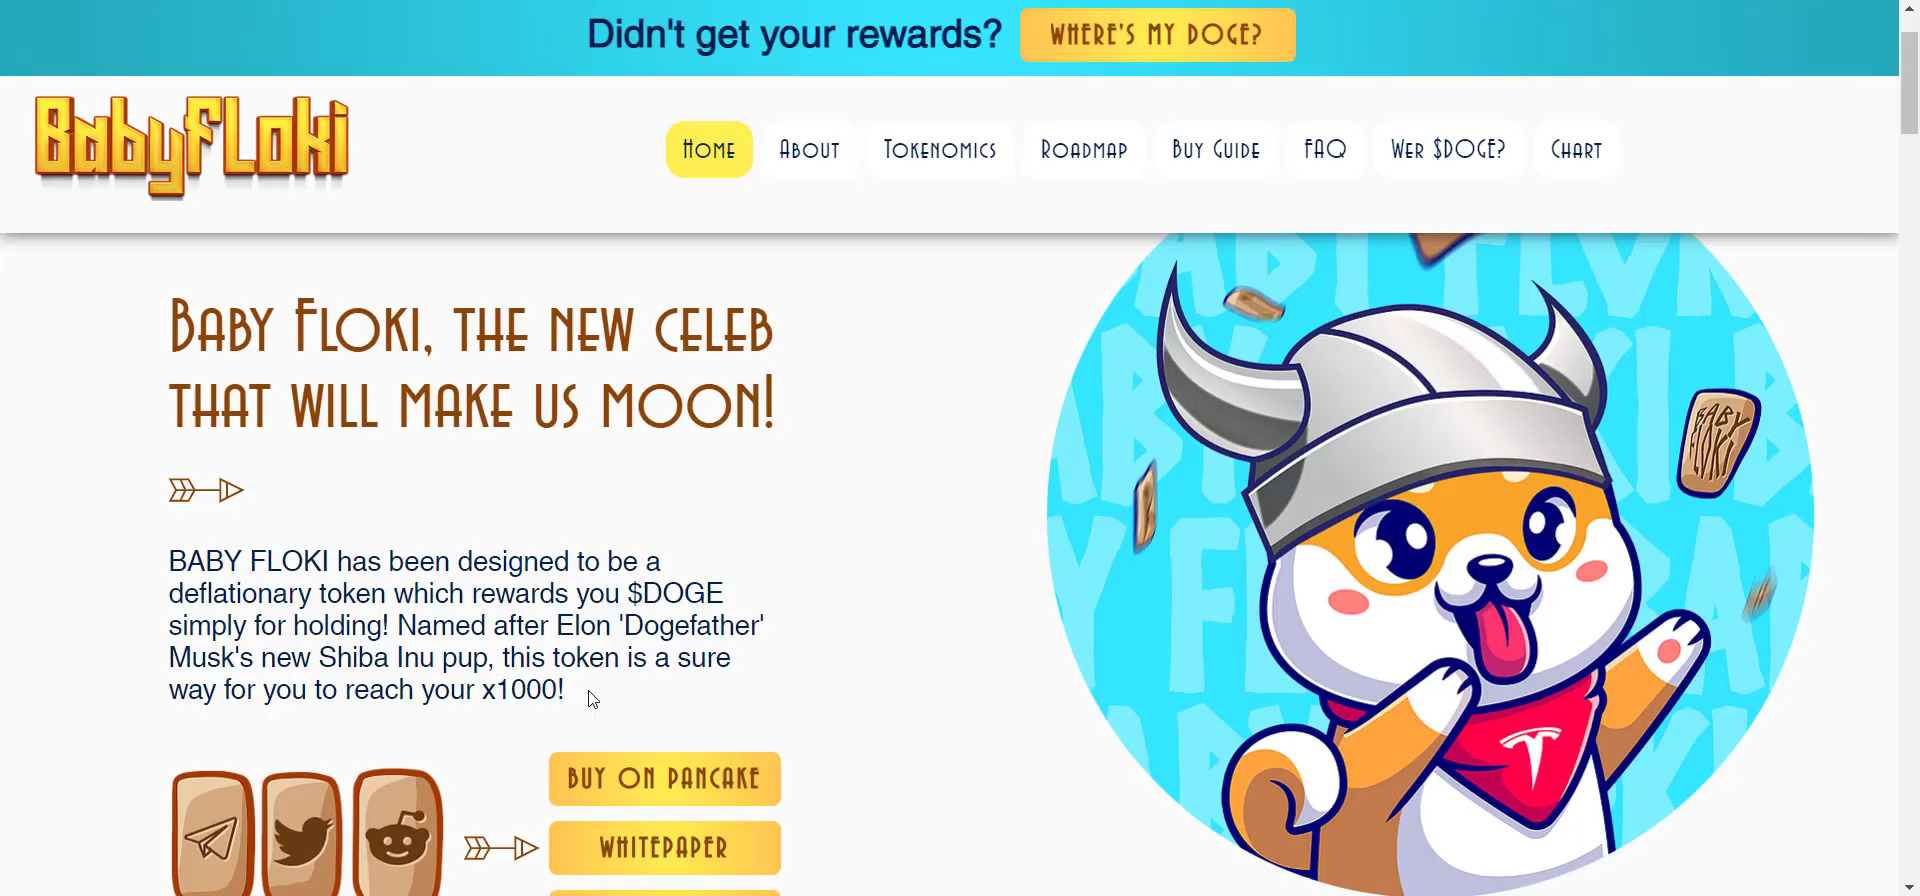 Didn't get your rewards?
WHERE'S MY DOGE?
BabyFloki
Home
About
Tokenomics
Roadmap
Buy Guide
FAQ
Wer $DOGE?
Chart
Baby Floki, the new celeb
that will make us moon!
BABY FLOKI has been designed to be a
deflationary token which rewards you $DOGE
simply for holding! Named after Elon 'Dogefather'
Musk's new Shiba Inu pup, this token is a sure
way for you to reach your x1000!
BUY ON PANCAKE
WHITEPAPER
BABY
FLOKI